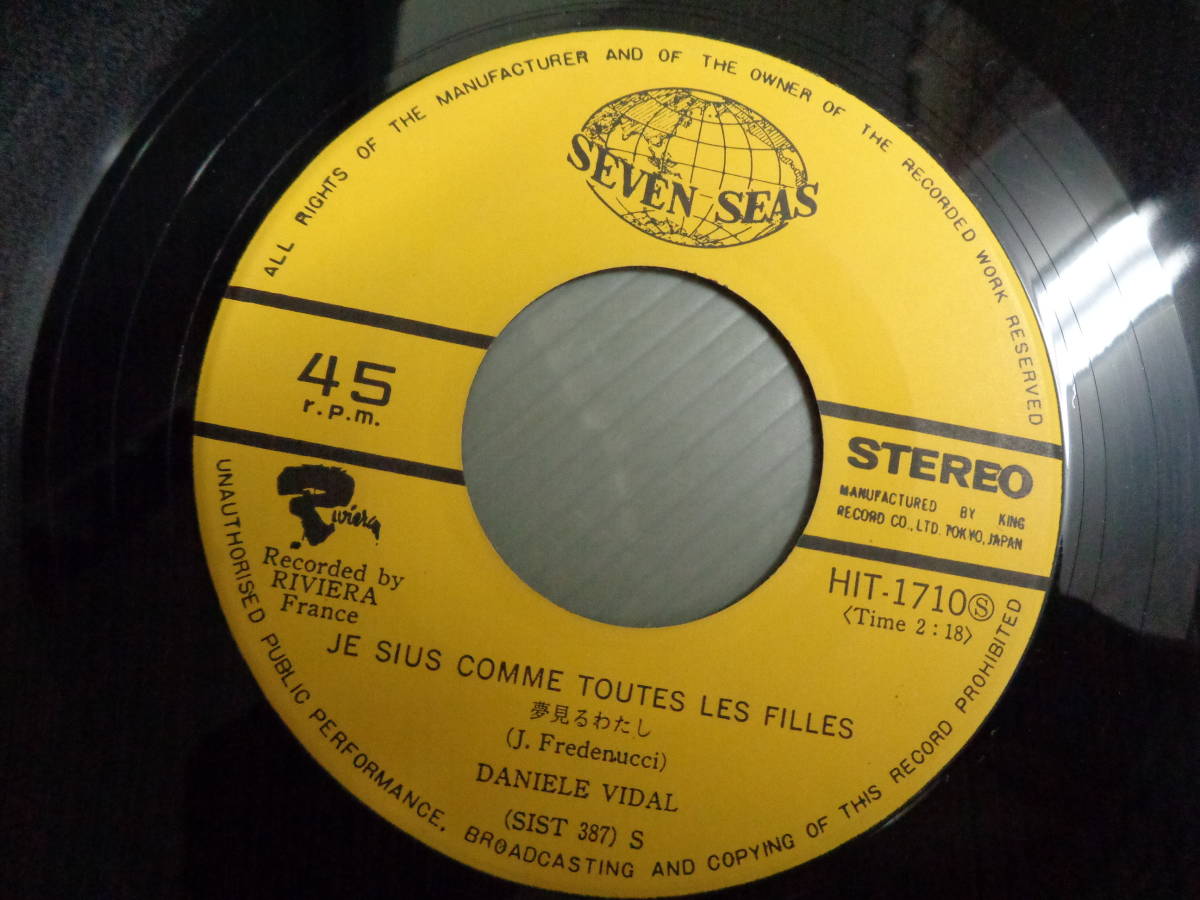 ALL RIGHTS OF THE MANUFACTURER AND OF THE OWNER OF THE RECORDED WORK RESERVED
SEVEN SEAS
45
r.p.m.
STEREO
MANUFACTURED BY KING
RECORD CO., LTD. TOKYO, JAPAN
Riviera
Recorded by
RIVIERA
France
HIT-1710Ⓢ
〈Time 2:18〉
JE SIUS COMME TOUTES LES FILLES
夢見るわたし
(J. Fredenucci)
DANIELE VIDAL
(SIST 387) S
UNAUTHORISED PUBLIC PERFORMANCE, BROADCASTING AND COPYING OF THIS RECORD PROHIBITED